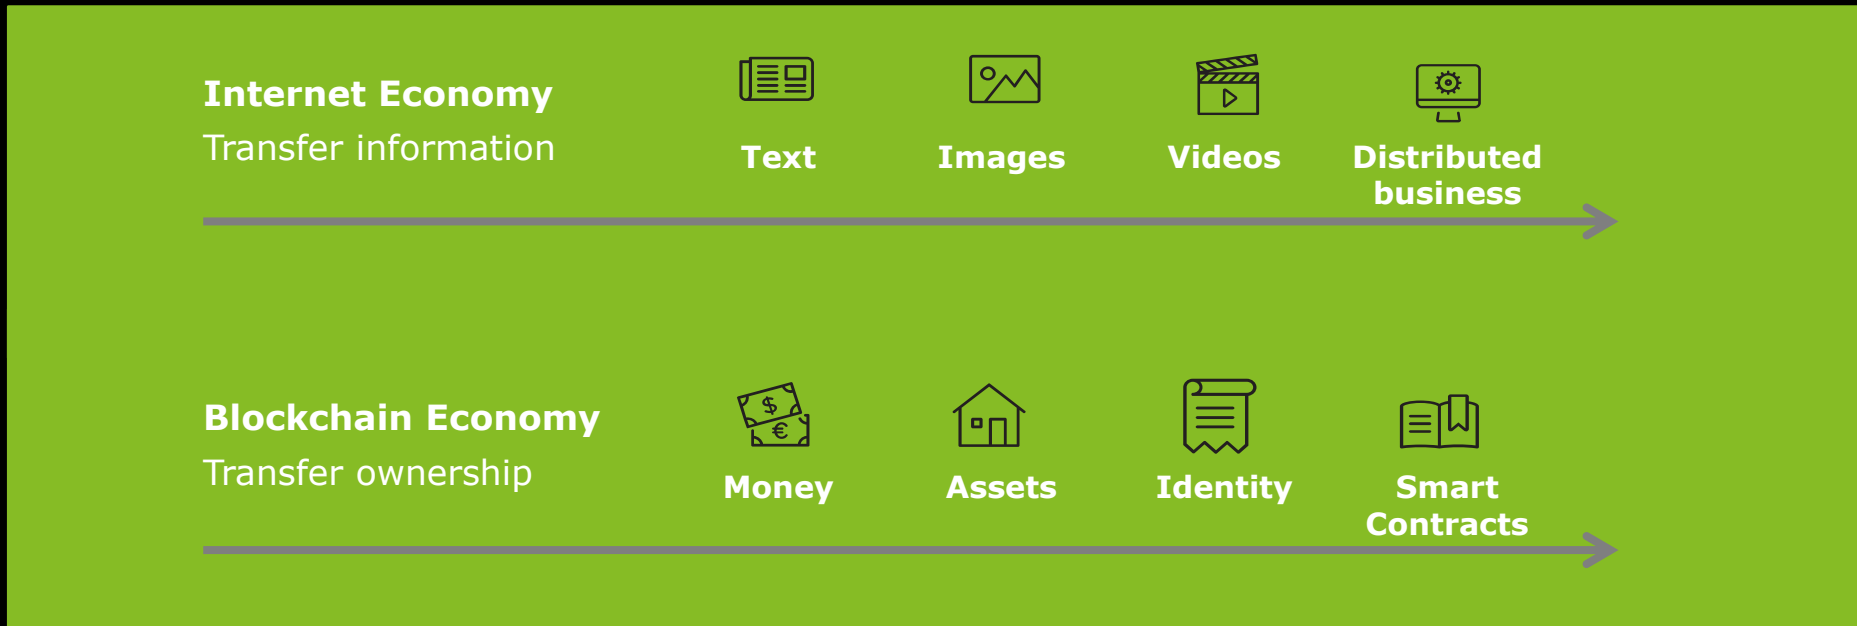 Internet Economy
Transfer information
Text
Images
Videos
Distributed
business
Blockchain Economy
Transfer ownership
$
€
Money
Assets
Identity
Smart
Contracts